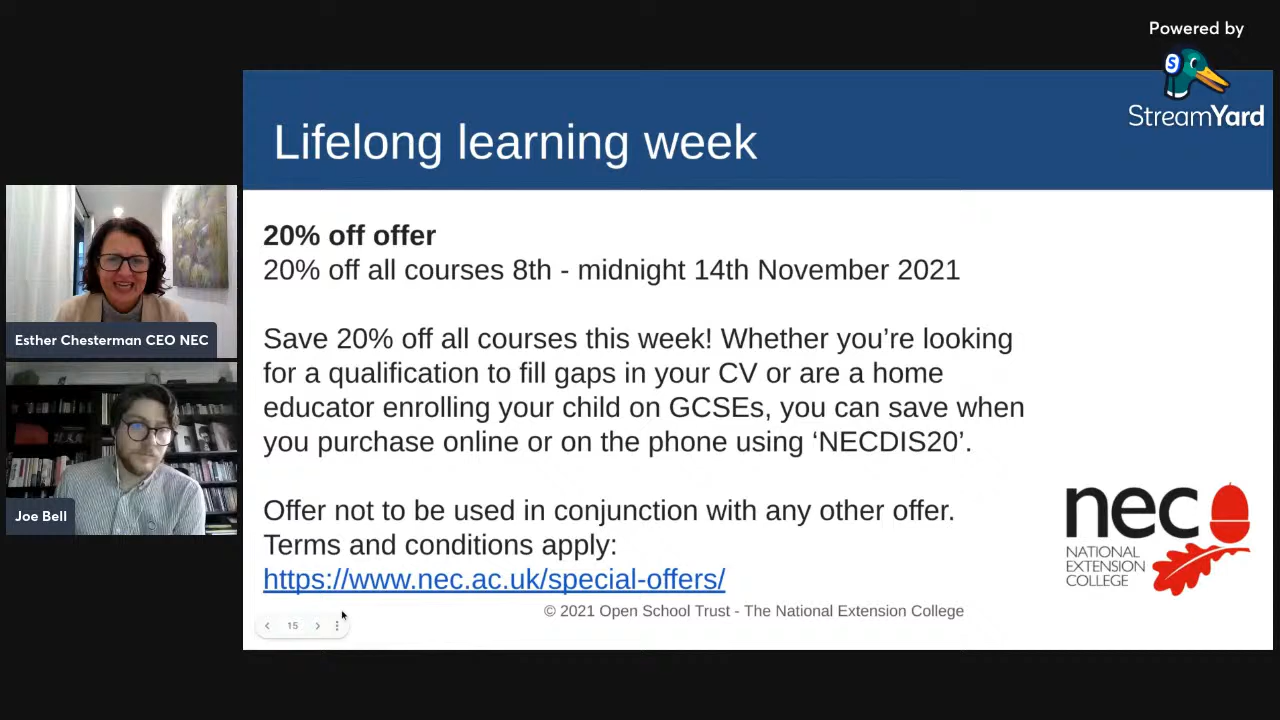 Powered by
S
StreamYard
Lifelong learning week
20% off offer
20% off all courses 8th - midnight 14th November 2021
Save 20% off all courses this week! Whether you’re looking
for a qualification to fill gaps in your CV or are a home
educator enrolling your child on GCSEs, you can save when
you purchase online or on the phone using ‘NECDIS20’.
Offer not to be used in conjunction with any other offer.
Terms and conditions apply:
https://www.nec.ac.uk/special-offers/
© 2021 Open School Trust - The National Extension College
15
nec
NATIONAL
EXTENSION
COLLEGE
Esther Chesterman CEO NEC
Joe Bell